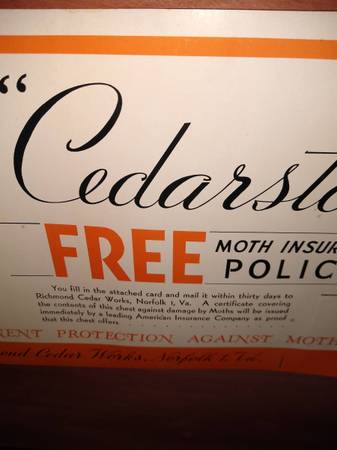 “Cedarsto
FREE MOTH INSUR
POLIC
You fill in the attached card and mail it within thirty days to
Richmond Cedar Works, Norfolk 1, Va. A certificate covering
the contents of this chest against damage by Moths will be issued
immediately by a leading American Insurance Company as proof
that this chest offers
RENT PROTECTION AGAINST MOTH
ond Cedar Works, Norfolk 1, Va.